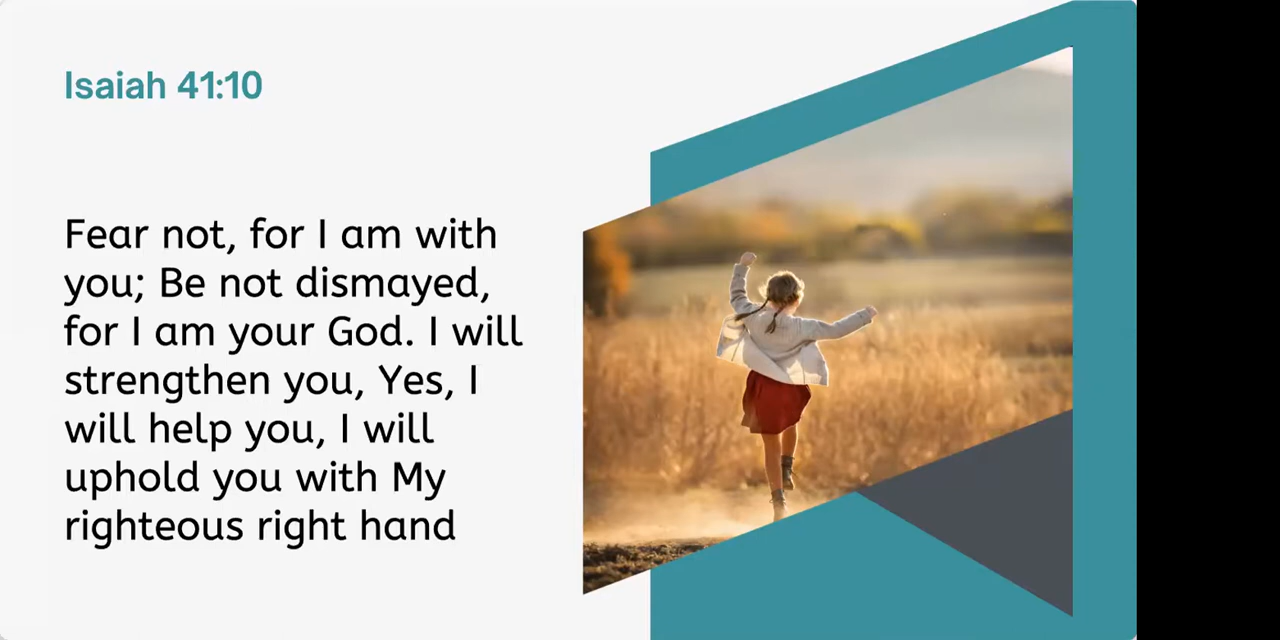 Isaiah 41:10
Fear not, for I am with
you; Be not dismayed,
for I am your God. I will
strengthen you, Yes, I
will help you, I will
uphold you with My
righteous right hand